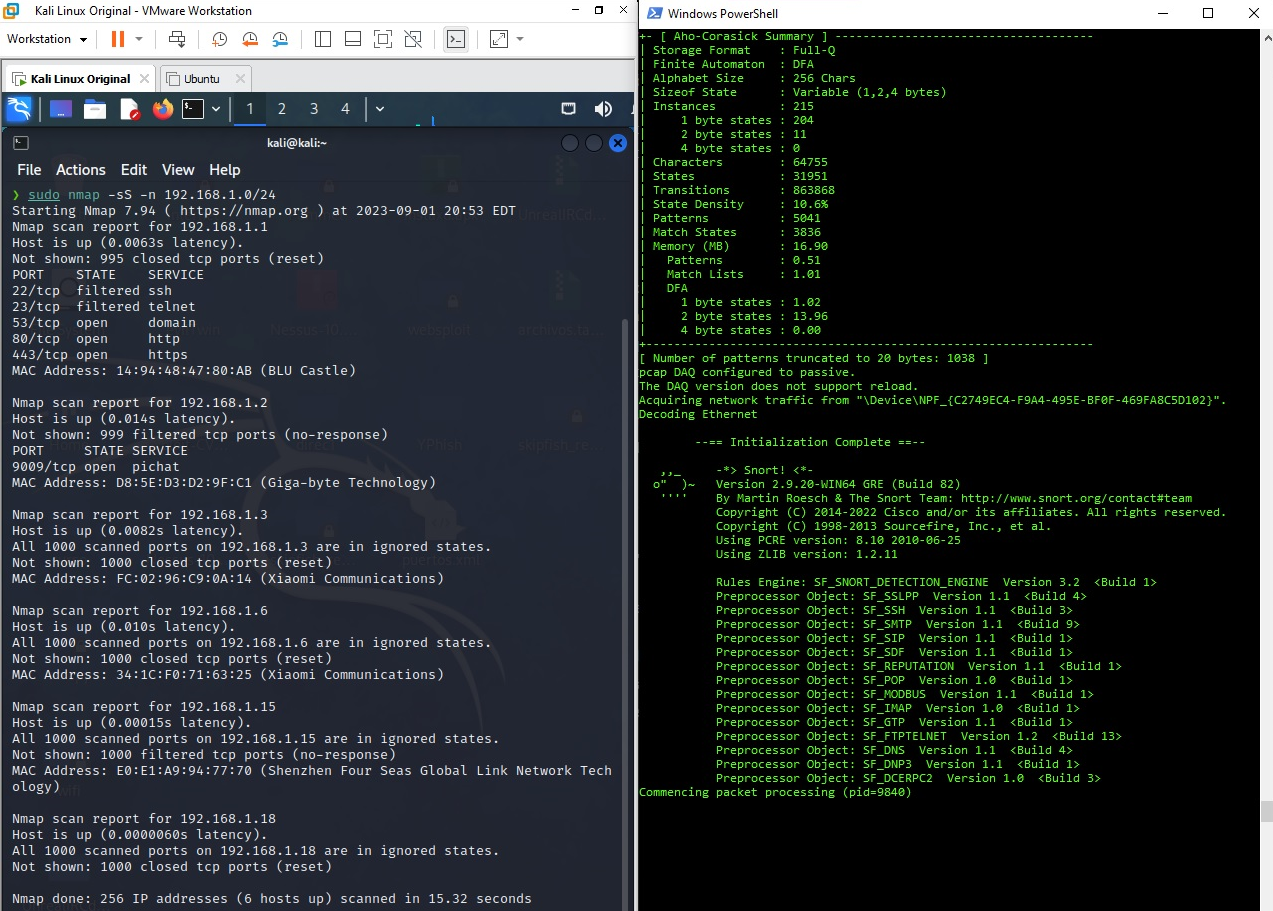 Kali Linux Original - VMware Workstation
Workstation
Kali Linux Original
Ubuntu
1 2 3 4
kali@kali:~
File Actions Edit View Help
❯ sudo nmap -sS -n 192.168.1.0/24
Starting Nmap 7.94 ( https://nmap.org ) at 2023-09-01 20:53 EDT
Nmap scan report for 192.168.1.1
Host is up (0.0063s latency).
Not shown: 995 closed tcp ports (reset)
PORT    STATE    SERVICE
22/tcp  filtered ssh
23/tcp  filtered telnet
53/tcp  open     domain
80/tcp  open     http
443/tcp open     https
MAC Address: 14:94:48:47:80:AB (BLU Castle)
Nmap scan report for 192.168.1.2
Host is up (0.014s latency).
Not shown: 999 filtered tcp ports (no-response)
PORT     STATE SERVICE
9009/tcp open  pichat
MAC Address: D8:5E:D3:D2:9F:C1 (Giga-byte Technology)
Nmap scan report for 192.168.1.3
Host is up (0.0082s latency).
All 1000 scanned ports on 192.168.1.3 are in ignored states.
Not shown: 1000 closed tcp ports (reset)
MAC Address: FC:02:96:C9:0A:14 (Xiaomi Communications)
Nmap scan report for 192.168.1.6
Host is up (0.010s latency).
All 1000 scanned ports on 192.168.1.6 are in ignored states.
Not shown: 1000 closed tcp ports (reset)
MAC Address: 34:1C:F0:71:63:25 (Xiaomi Communications)
Nmap scan report for 192.168.1.15
Host is up (0.00015s latency).
All 1000 scanned ports on 192.168.1.15 are in ignored states.
Not shown: 1000 filtered tcp ports (no-response)
MAC Address: E0:E1:A9:94:77:70 (Shenzhen Four Seas Global Link Network Tech
ology)
Nmap scan report for 192.168.1.18
Host is up (0.0000060s latency).
All 1000 scanned ports on 192.168.1.18 are in ignored states.
Not shown: 1000 closed tcp ports (reset)
Nmap done: 256 IP addresses (6 hosts up) scanned in 15.32 seconds
Windows PowerShell
+- [ Aho-Corasick Summary ] -------------------------------------
| Storage Format    : Full-Q
| Finite Automaton  : DFA
| Alphabet Size     : 256 Chars
| Sizeof State      : Variable (1,2,4 bytes)
| Instances         : 215
|     1 byte states : 204
|     2 byte states : 11
|     4 byte states : 0
| Characters        : 64755
| States            : 31951
| Transitions       : 863868
| State Density     : 10.6%
| Patterns          : 5041
| Match States      : 3836
| Memory (MB)       : 16.90
|   Patterns        : 0.51
|   Match Lists     : 1.01
|   DFA
|     1 byte states : 1.02
|     2 byte states : 13.96
|     4 byte states : 0.00
+----------------------------------------------------------------
[ Number of patterns truncated to 20 bytes: 1038 ]
pcap DAQ configured to passive.
The DAQ version does not support reload.
Acquiring network traffic from "\Device\NPF_{C2749EC4-F9A4-495E-BF0F-469FA8C5D102}".
Decoding Ethernet
--== Initialization Complete ==--
,,_     -*> Snort! <*-
o"  )~   Version 2.9.20-WIN64 GRE (Build 82)
''''    By Martin Roesch & The Snort Team: http://www.snort.org/contact#team
Copyright (C) 2014-2022 Cisco and/or its affiliates. All rights reserved.
Copyright (C) 1998-2013 Sourcefire, Inc., et al.
Using PCRE version: 8.10 2010-06-25
Using ZLIB version: 1.2.11
Rules Engine: SF_SNORT_DETECTION_ENGINE  Version 3.2  <Build 1>
Preprocessor Object: SF_SSLPP  Version 1.1  <Build 4>
Preprocessor Object: SF_SSH  Version 1.1  <Build 3>
Preprocessor Object: SF_SMTP  Version 1.1  <Build 9>
Preprocessor Object: SF_SIP  Version 1.1  <Build 1>
Preprocessor Object: SF_SDF  Version 1.1  <Build 1>
Preprocessor Object: SF_REPUTATION  Version 1.1  <Build 1>
Preprocessor Object: SF_POP  Version 1.0  <Build 1>
Preprocessor Object: SF_MODBUS  Version 1.1  <Build 1>
Preprocessor Object: SF_IMAP  Version 1.0  <Build 1>
Preprocessor Object: SF_GTP  Version 1.1  <Build 1>
Preprocessor Object: SF_FTPTELNET  Version 1.2  <Build 13>
Preprocessor Object: SF_DNS  Version 1.1  <Build 4>
Preprocessor Object: SF_DNP3  Version 1.1  <Build 1>
Preprocessor Object: SF_DCERPC2  Version 1.0  <Build 3>
Commencing packet processing (pid=9840)